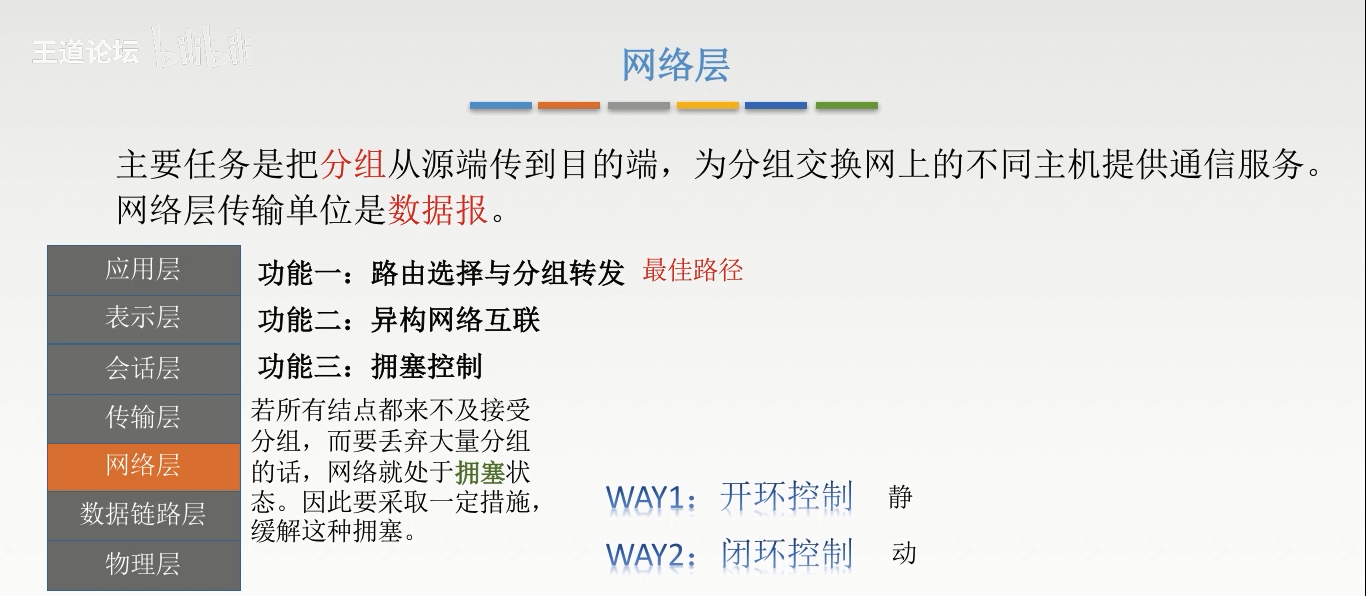 王道论坛 bilibili
网络层
主要任务是把分组从源端传到目的端，为分组交换网上的不同主机提供通信服务。
网络层传输单位是数据报。
应用层
表示层
会话层
传输层
网络层
数据链路层
物理层
功能一：路由选择与分组转发 最佳路径
功能二：异构网络互联
功能三：拥塞控制
若所有结点都来不及接受
分组，而要丢弃大量分组
的话，网络就处于拥塞状
态。因此要采取一定措施，
缓解这种拥塞。
WAY1：开环控制 静
WAY2：闭环控制 动